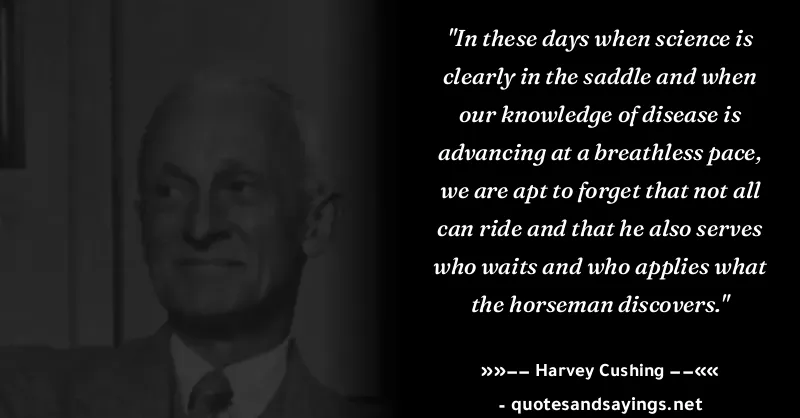 "In these days when science is
clearly in the saddle and when
our knowledge of disease is
advancing at a breathless pace,
we are apt to forget that not all
can ride and that he also serves
who waits and who applies what
the horseman discovers."
»»−− Harvey Cushing −−««
- quotesandsayings.net